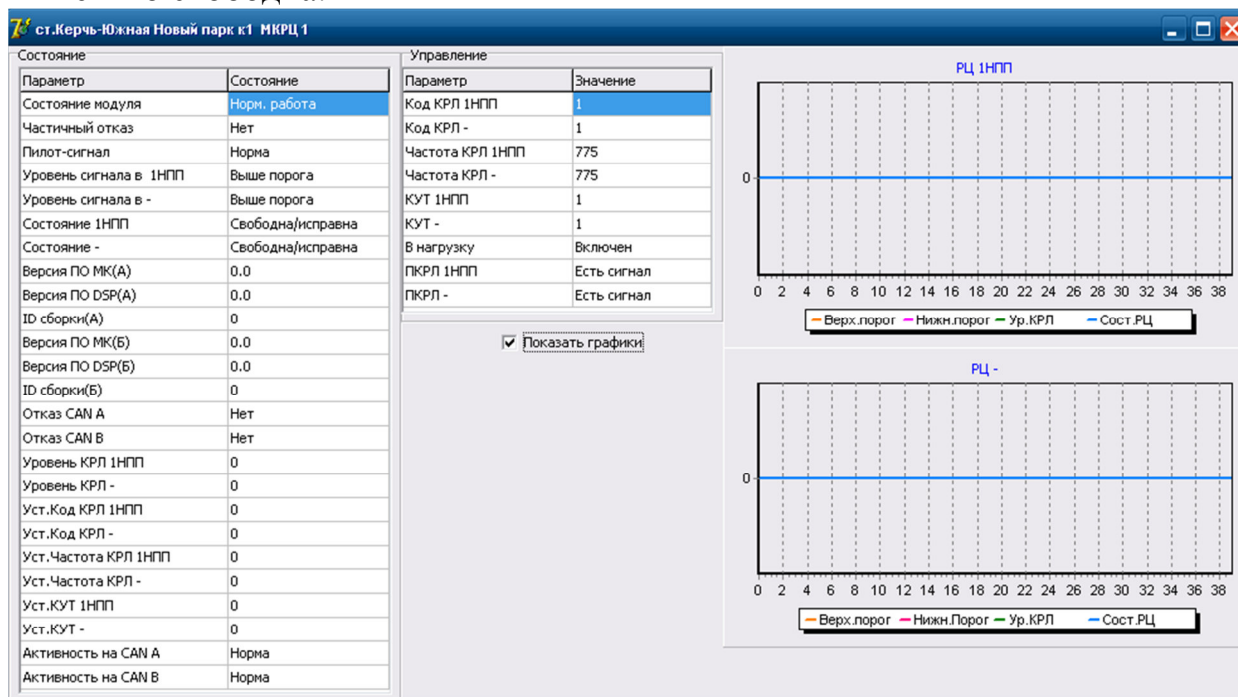 ст.Керчь-Южная Новый парк к1 МКРЦ 1
Состояние
Параметр Состояние
Состояние модуля Норм. работа
Частичный отказ Нет
Пилот-сигнал Норма
Уровень сигнала в 1НПП Выше порога
Уровень сигнала в - Выше порога
Состояние 1НПП Свободна/исправна
Состояние - Свободна/исправна
Версия ПО МК(А) 0.0
Версия ПО DSP(А) 0.0
ID сборки(А) 0
Версия ПО МК(Б) 0.0
Версия ПО DSP(Б) 0.0
ID сборки(Б) 0
Отказ CAN A Нет
Отказ CAN B Нет
Уровень КРЛ 1НПП 0
Уровень КРЛ - 0
Уст.Код КРЛ 1НПП 0
Уст.Код КРЛ - 0
Уст.Частота КРЛ 1НПП 0
Уст.Частота КРЛ - 0
Уст.КУТ 1НПП 0
Уст.КУТ - 0
Активность на CAN A Норма
Активность на CAN B Норма
Управление
Параметр Значение
Код КРЛ 1НПП 1
Код КРЛ - 1
Частота КРЛ 1НПП 775
Частота КРЛ - 775
КУТ 1НПП 1
КУТ - 1
В нагрузку Включен
ПКРЛ 1НПП Есть сигнал
ПКРЛ - Есть сигнал
Показать графики
РЦ 1НПП
0
0 2 4 6 8 10 12 14 16 18 20 22 24 26 28 30 32 34 36 38
Верх.порог Нижн.порог Ур.КРЛ Сост.РЦ
РЦ -
0
0 2 4 6 8 10 12 14 16 18 20 22 24 26 28 30 32 34 36 38
Верх.порог Нижн.Порог Ур.КРЛ Сост.РЦ